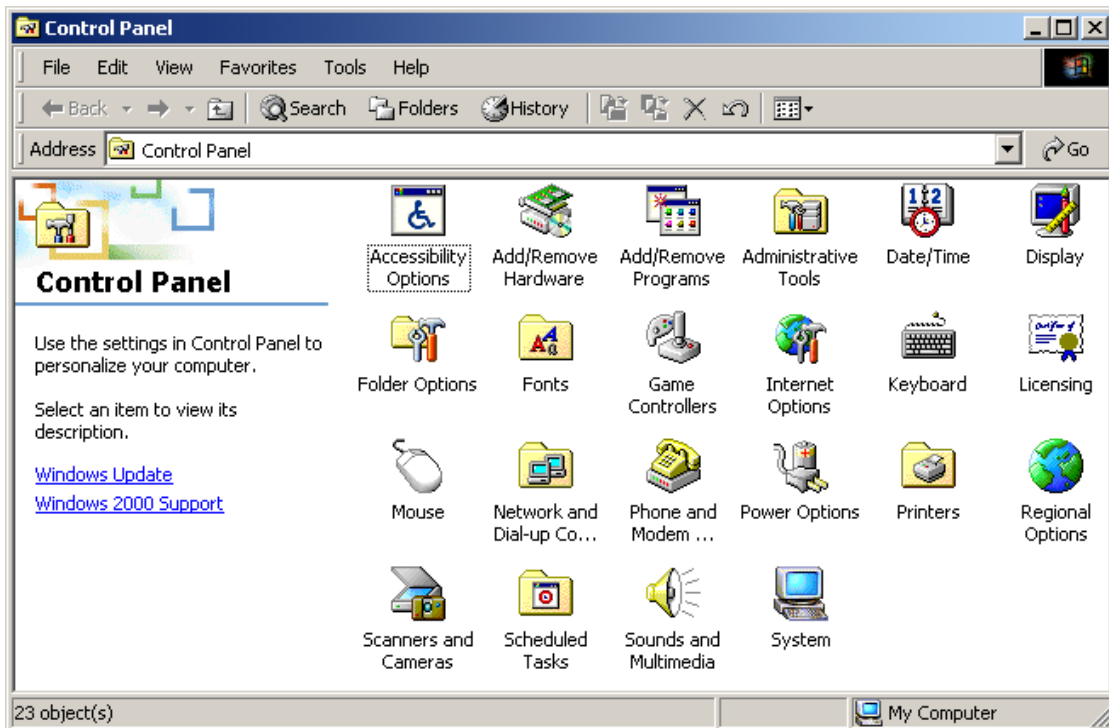 Control Panel
File Edit View Favorites Tools Help
Back Search Folders History
Address Control Panel Go
Control Panel
Use the settings in Control Panel to
personalize your computer.
Select an item to view its
description.
Windows Update
Windows 2000 Support
Accessibility
Options
Add/Remove
Hardware
Add/Remove
Programs
Administrative
Tools
Date/Time
Display
Folder Options
Fonts
Game
Controllers
Internet
Options
Keyboard
Licensing
Mouse
Network and
Dial-up Co...
Phone and
Modem ...
Power Options
Printers
Regional
Options
Scanners and
Cameras
Scheduled
Tasks
Sounds and
Multimedia
System
23 object(s) My Computer